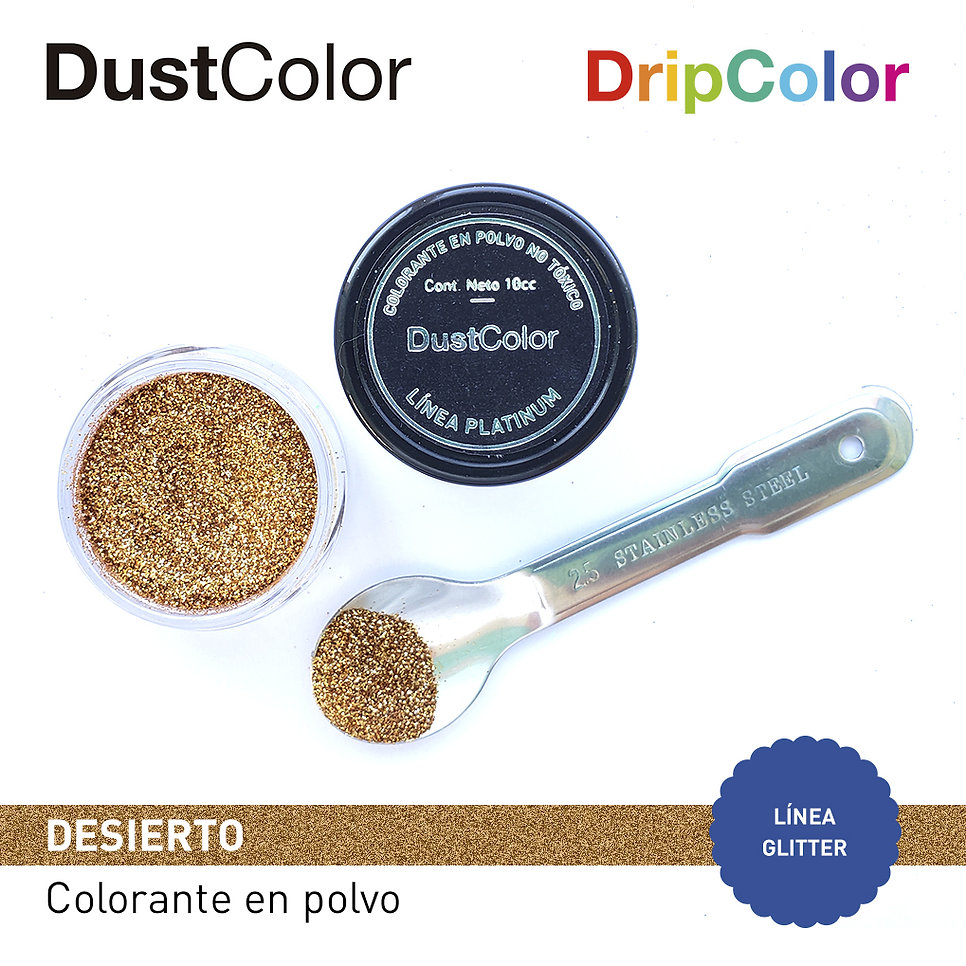 DustColor
DripColor
COLORANTE EN POLVO NO TÓXICO
Cont. Neto 10cc
DustColor
LÍNEA PLATINUM
2.5 STAINLESS STEEL
DESIERTO
Colorante en polvo
LÍNEA
GLITTER